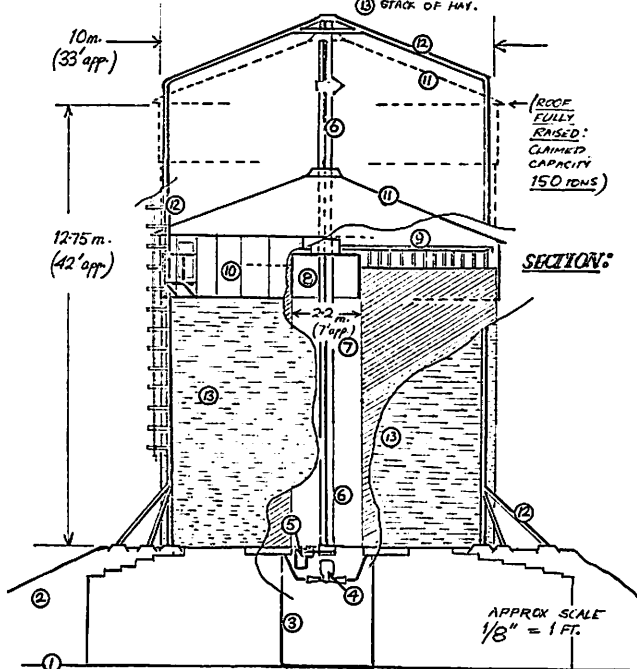 ⑬ STACK OF HAY.
10m.
(33' app.)
⑫
⑪
⑥
(ROOF
FULLY
RAISED:
CLAIMED
CAPACITY
150 TONS)
⑪
⑫
12·75 m.
(42' app.)
⑨
SECTION:
⑩
⑧
2·2 m.
(7' app.)
⑦
⑬
⑬
⑥
⑫
⑤
②
④
③
APPROX SCALE
1/8" = 1 FT.
①